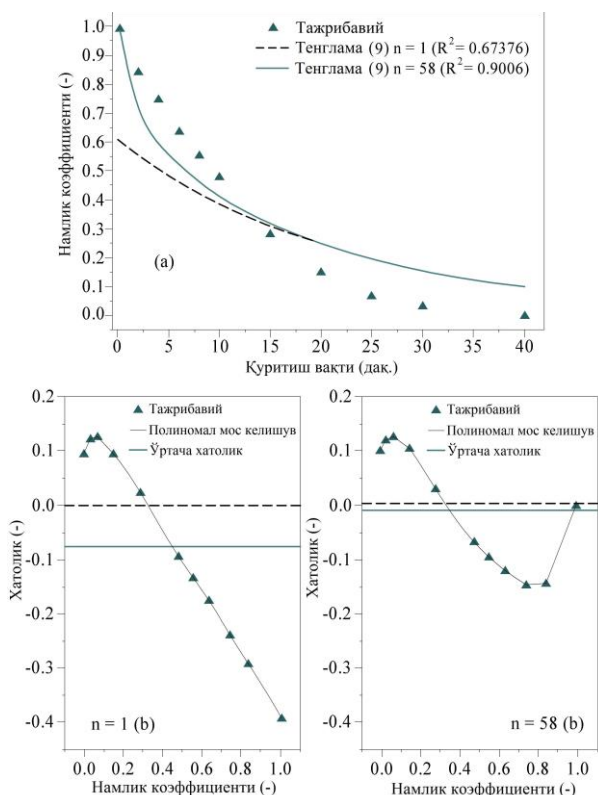 Намлик коэффициенти (-)
1.0
0.9
0.8
0.7
0.6
0.5
0.4
0.3
0.2
0.1
0.0
Тажрибавий
Тенглама (9) n = 1 (R²= 0.67376)
Тенглама (9) n = 58 (R²= 0.9006)
(a)
0 5 10 15 20 25 30 35 40
Қуритиш вақти (дақ.)
Хатолик (-)
0.2
0.1
0.0
-0.1
-0.2
-0.3
-0.4
Тажрибавий
Полиномал мос келишув
Ўртача хатолик
n = 1 (b)
0.0 0.2 0.4 0.6 0.8 1.0
Намлик коэффициенти (-)
Хатолик (-)
0.2
0.1
0.0
-0.1
-0.2
-0.3
-0.4
Тажрибавий
Полиномал мос келишув
Ўртача хатолик
n = 58 (b)
0.0 0.2 0.4 0.6 0.8 1.0
Намлик коэффициенти (-)